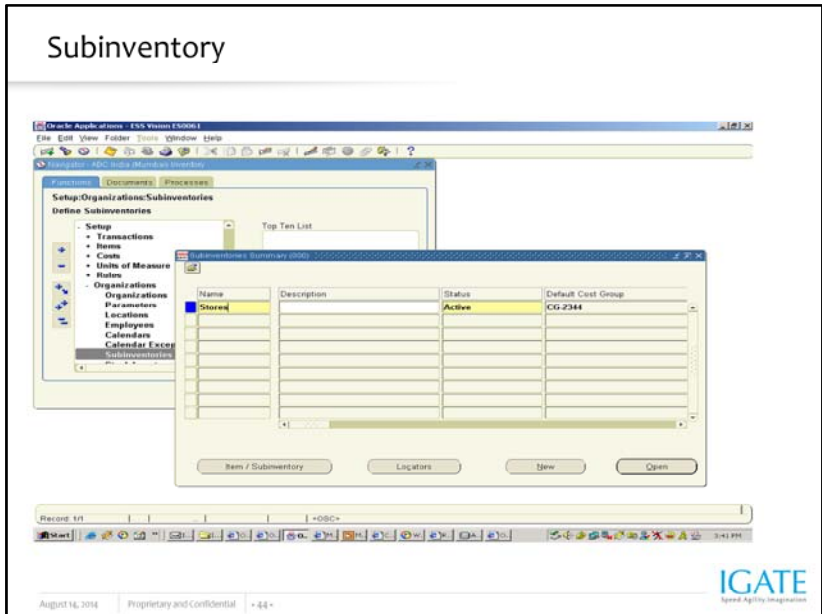 Subinventory
Oracle Applications - ESS Vision ES0061
File Edit View Folder Tools Window Help
Navigator - ABC India (Mumbai) Inventory
Functions Documents Processes
Setup:Organizations:Subinventories
Define Subinventories
Top Ten List
- Setup
+ Transactions
+ Items
+ Costs
+ Units of Measure
+ Rules
- Organizations
Organizations
Parameters
Locations
Employees
Calendars
Calendar Excep
Subinventories
Subinventories Summary (000)
Name Description Status Default Cost Group
Stores Active CG-2344
Item / Subinventory Locators New Open
Record: 1/1 <OSC>
Start 3:41 PM
August 14, 2014 Proprietary and Confidential - 44 -
IGATE
Speed.Agility.Imagination